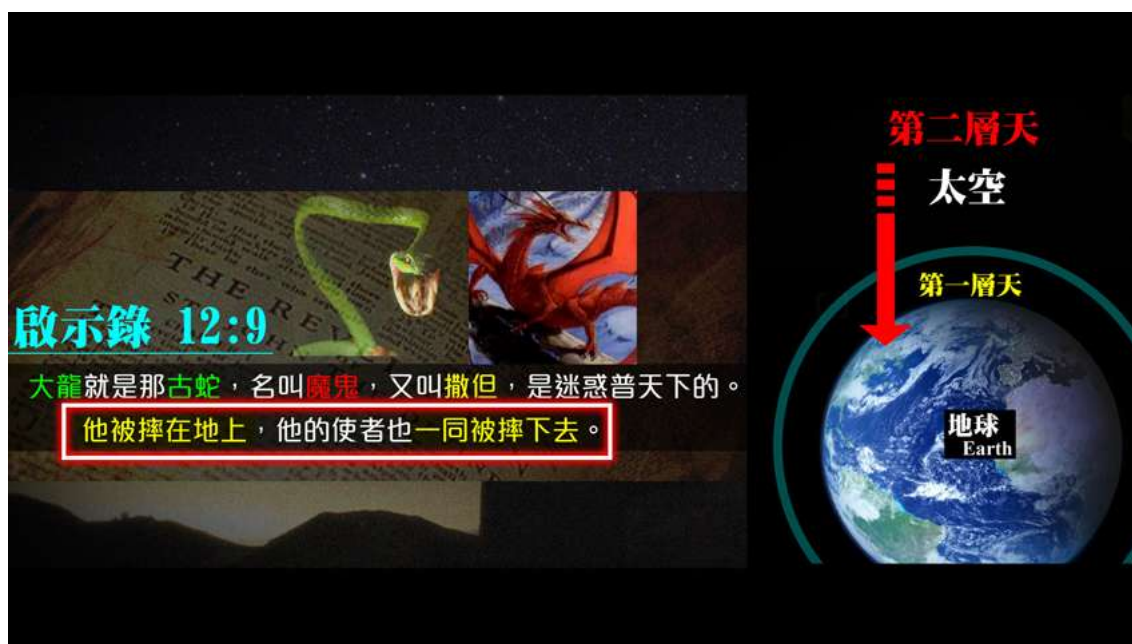 啟示錄 12:9
大龍就是那古蛇，名叫魔鬼，又叫撒但，是迷惑普天下的。
他被摔在地上，他的使者也一同被摔下去。
THE RE
第二層天
太空
第一層天
地球
Earth